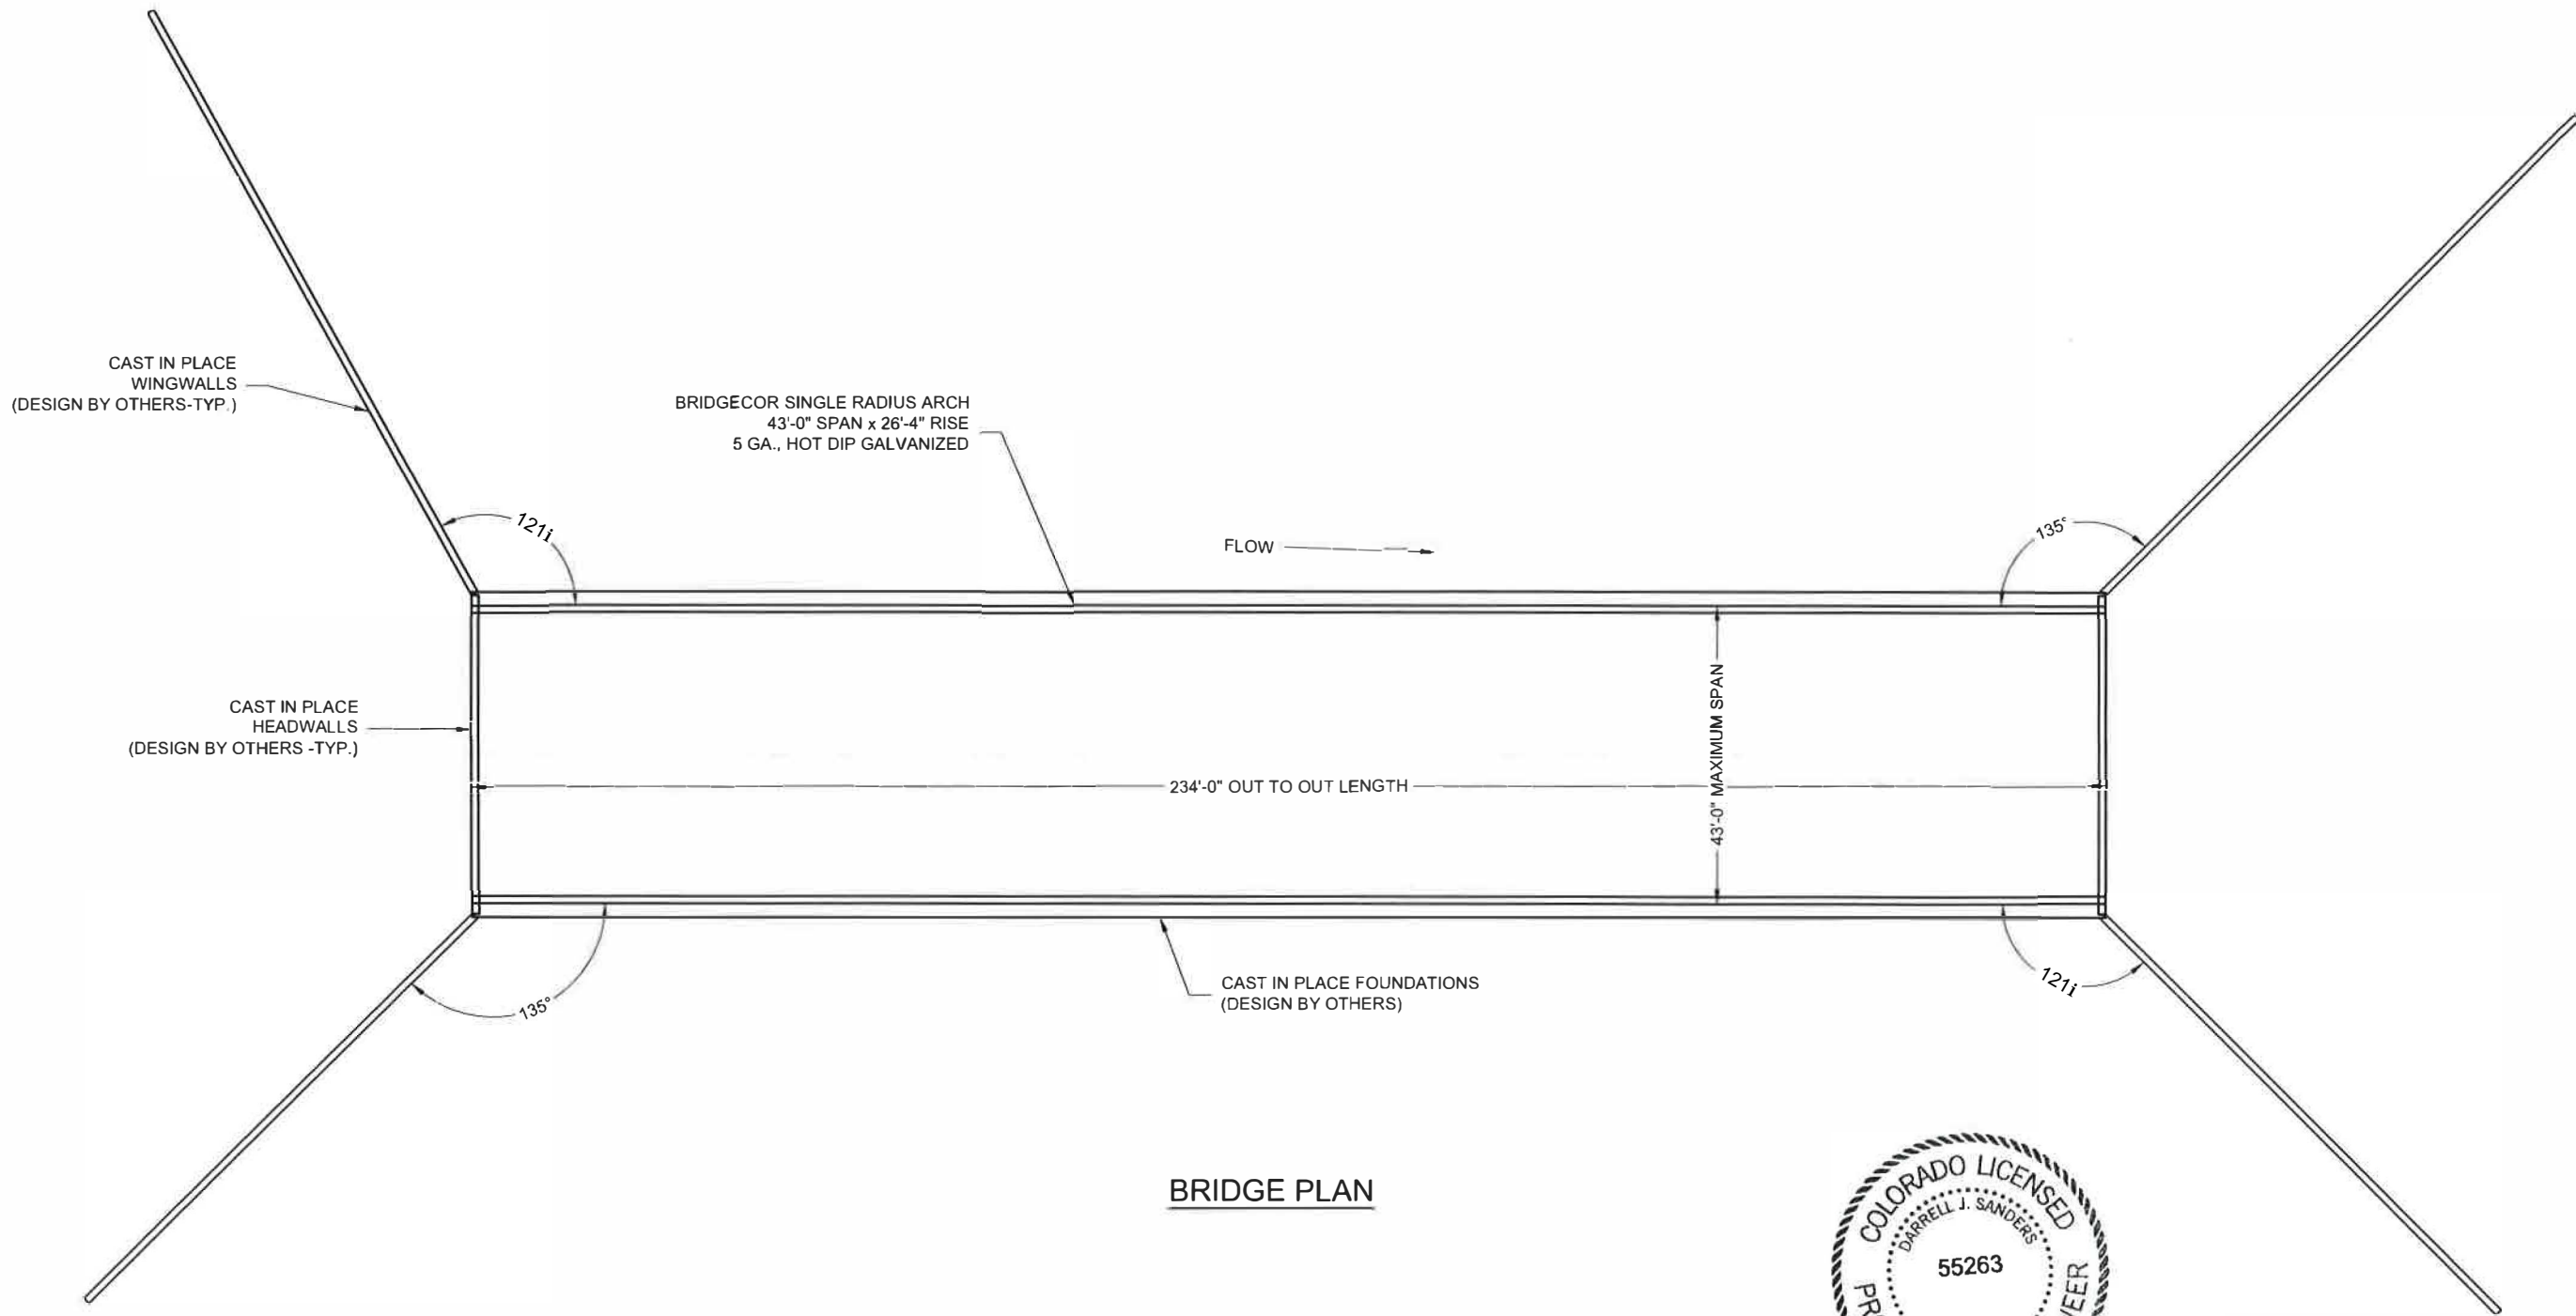 CAST IN PLACE
WINGWALLS
(DESIGN BY OTHERS-TYP.)
BRIDGECOR SINGLE RADIUS ARCH
43'-0" SPAN x 26'-4" RISE
5 GA., HOT DIP GALVANIZED
121i
FLOW
135°
CAST IN PLACE
HEADWALLS
(DESIGN BY OTHERS -TYP.)
43'-0" MAXIMUM SPAN
234'-0" OUT TO OUT LENGTH
135°
CAST IN PLACE FOUNDATIONS
(DESIGN BY OTHERS)
121i
BRIDGE PLAN
COLORADO LICENSED
DARRELL J. SANDERS
55263